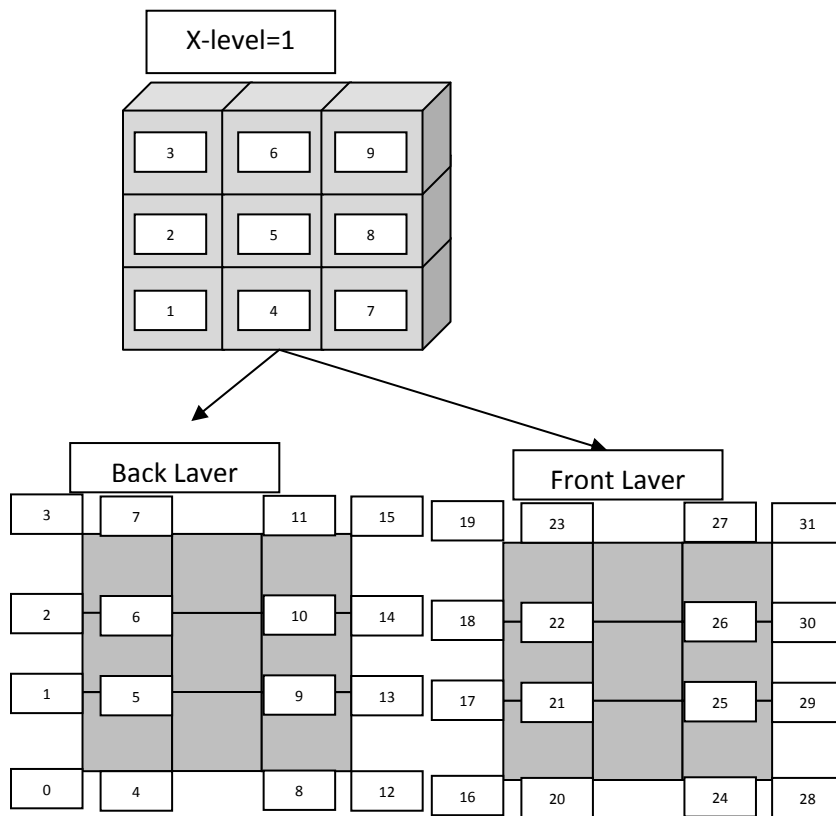 X-level=1
3 6 9
2 5 8
1 4 7
Back Laver
Front Laver
3 7 11 15 19 23 27 31
2 6 10 14 18 22 26 30
1 5 9 13 17 21 25 29
0 4 8 12 16 20 24 28